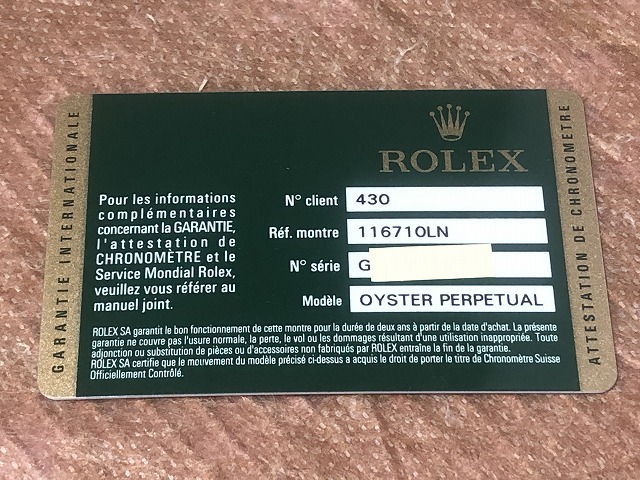 GARANTIE INTERNATIONALE
ROLEX
Pour les informations
complémentaires
concernant la GARANTIE,
l'attestation de
CHRONOMÈTRE et le
Service Mondial Rolex,
veuillez vous référer au
manuel joint.
N° client 430
Réf. montre 116710LN
N° série G
Modèle OYSTER PERPETUAL
ROLEX SA garantit le bon fonctionnement de cette montre pour la durée de deux ans à partir de la date d'achat. La présente
garantie ne couvre pas l'usure normale, la perte, le vol ou les dommages résultant d'une utilisation inappropriée. Toute
adjonction ou substitution de pièces ou d'accessoires non fabriqués par ROLEX entraîne la fin de la garantie.
ROLEX SA certifie que le mouvement du modèle précisé ci-dessus a acquis le droit de porter le titre de Chronomètre Suisse
Officiellement Contrôlé.
ATTESTATION DE CHRONOMÈTRE